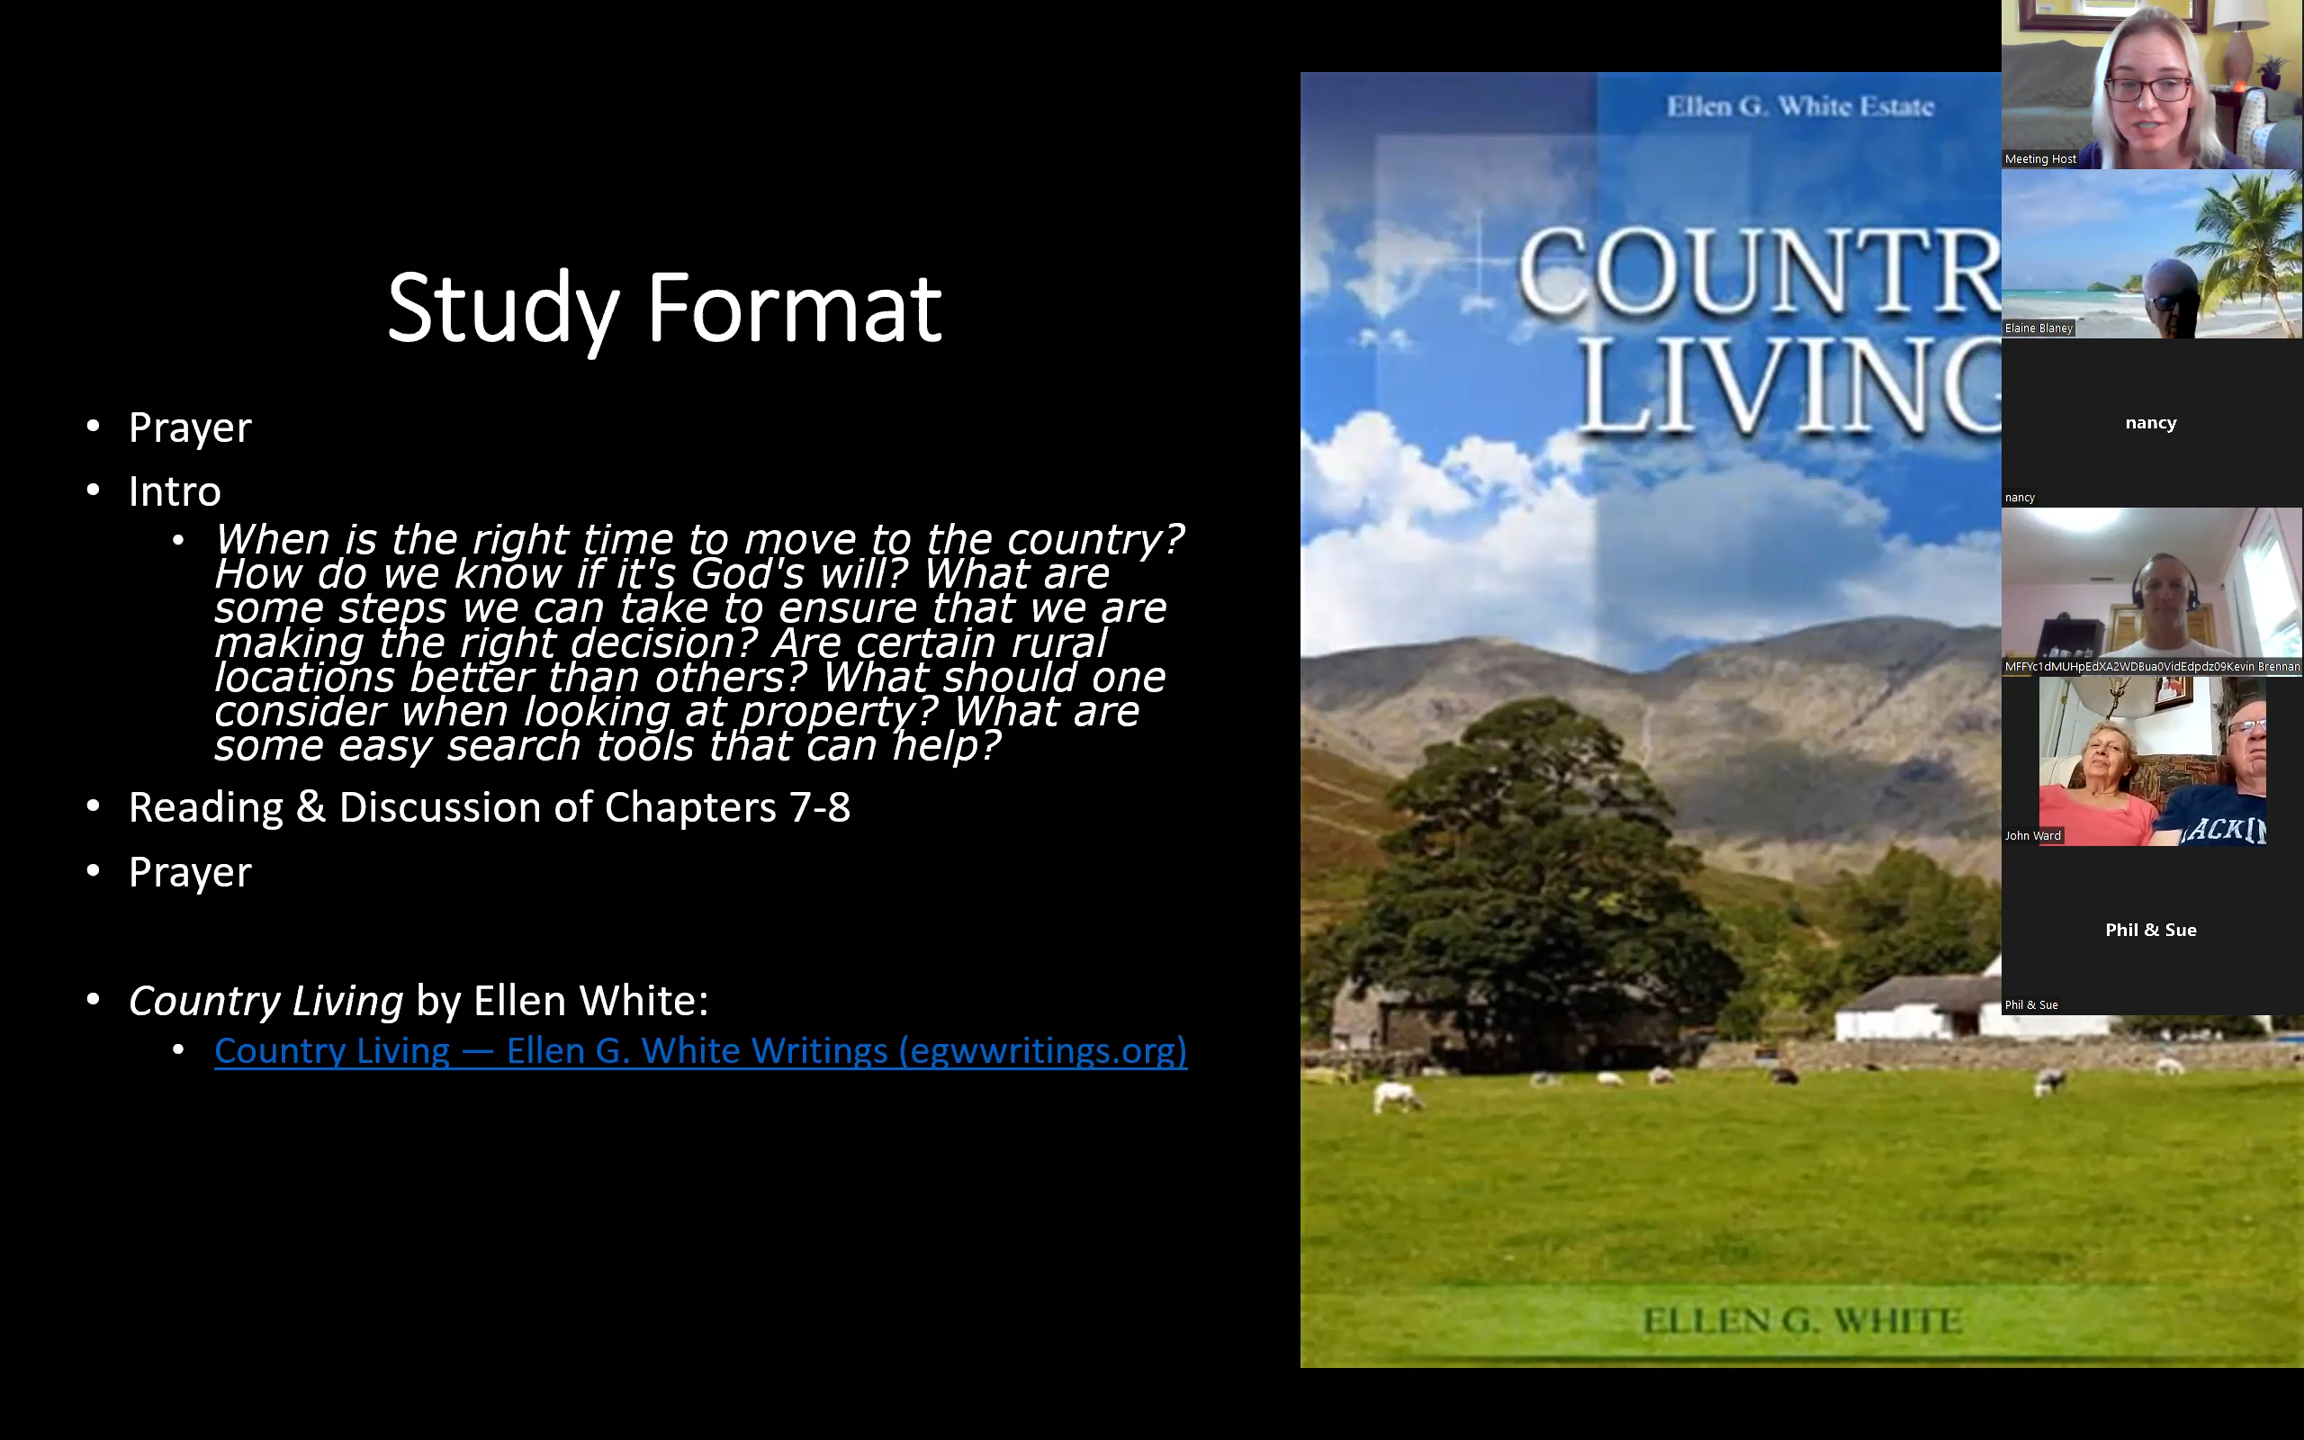 Study Format
• Prayer
• Intro
• When is the right time to move to the country?
How do we know if it's God's will? What are
some steps we can take to ensure that we are
making the right decision? Are certain rural
locations better than others? What should one
consider when looking at property? What are
some easy search tools that can help?
• Reading & Discussion of Chapters 7-8
• Prayer
• Country Living by Ellen White:
• Country Living — Ellen G. White Writings (egwwritings.org)
Ellen G. White Estate
COUNTR
LIVING
ELLEN G. WHITE
Meeting Host
Elaine Blaney
nancy
nancy
MFFYc1dMUHpEdXA2WDBua0VidEdpdz09Kevin Brennan
ACKIN
John Ward
Phil & Sue
Phil & Sue